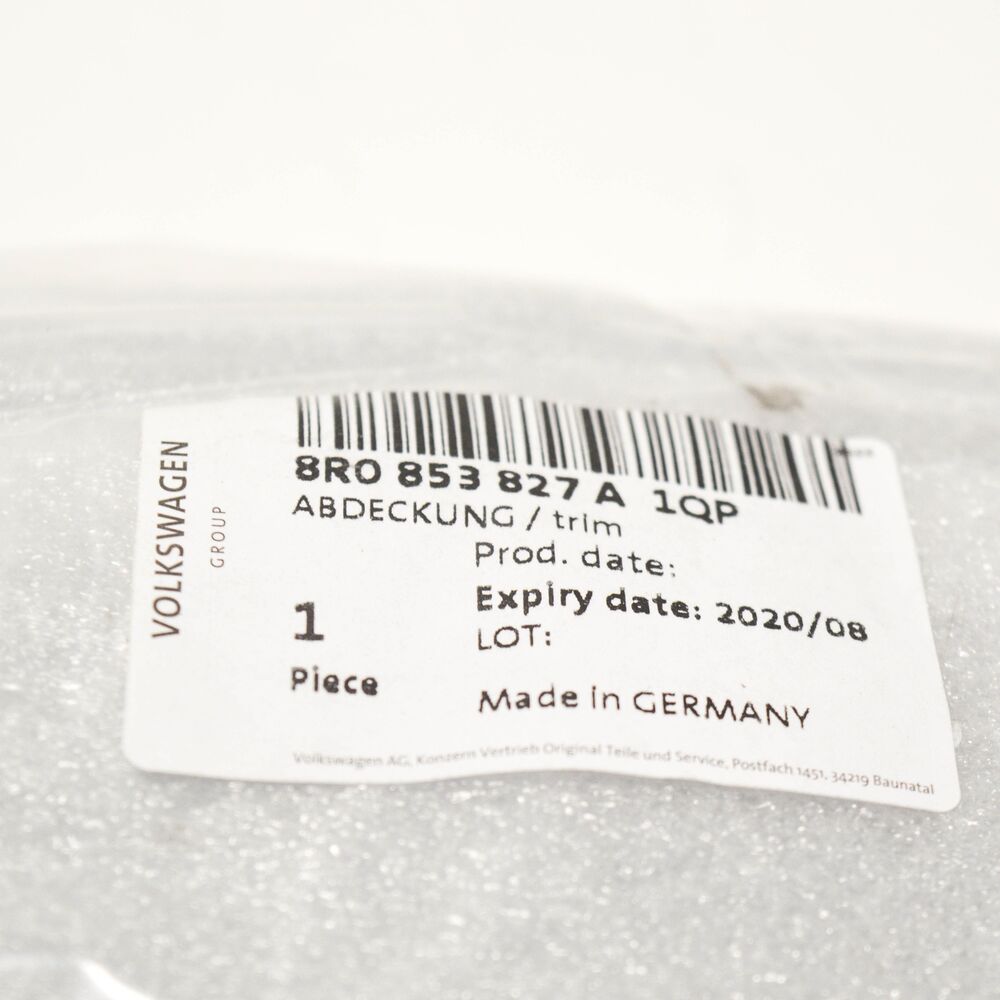 VOLKSWAGEN
GROUP
8R0 853 827 A 1QP
ABDECKUNG / trim
Prod. date:
Expiry date: 2020/08
LOT:
1
Piece
Made in GERMANY
Volkswagen AG, Konzern Vertrieb Original Teile und Service, Postfach 1451, 34219 Baunatal